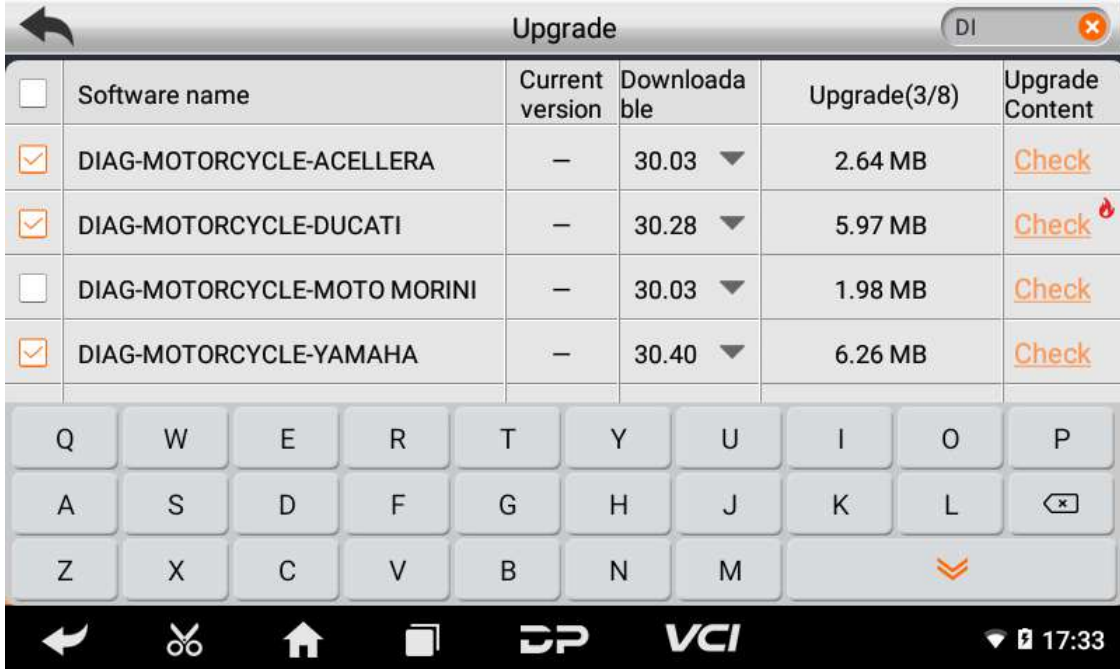 Upgrade
DI
Software name
Current version
Downloadable
Upgrade(3/8)
Upgrade Content
DIAG-MOTORCYCLE-ACELLERA — 30.03 2.64 MB Check
DIAG-MOTORCYCLE-DUCATI — 30.28 5.97 MB Check
DIAG-MOTORCYCLE-MOTO MORINI — 30.03 1.98 MB Check
DIAG-MOTORCYCLE-YAMAHA — 30.40 6.26 MB Check
Q W E R T Y U I O P
A S D F G H J K L
Z X C V B N M
DP VCI 17:33